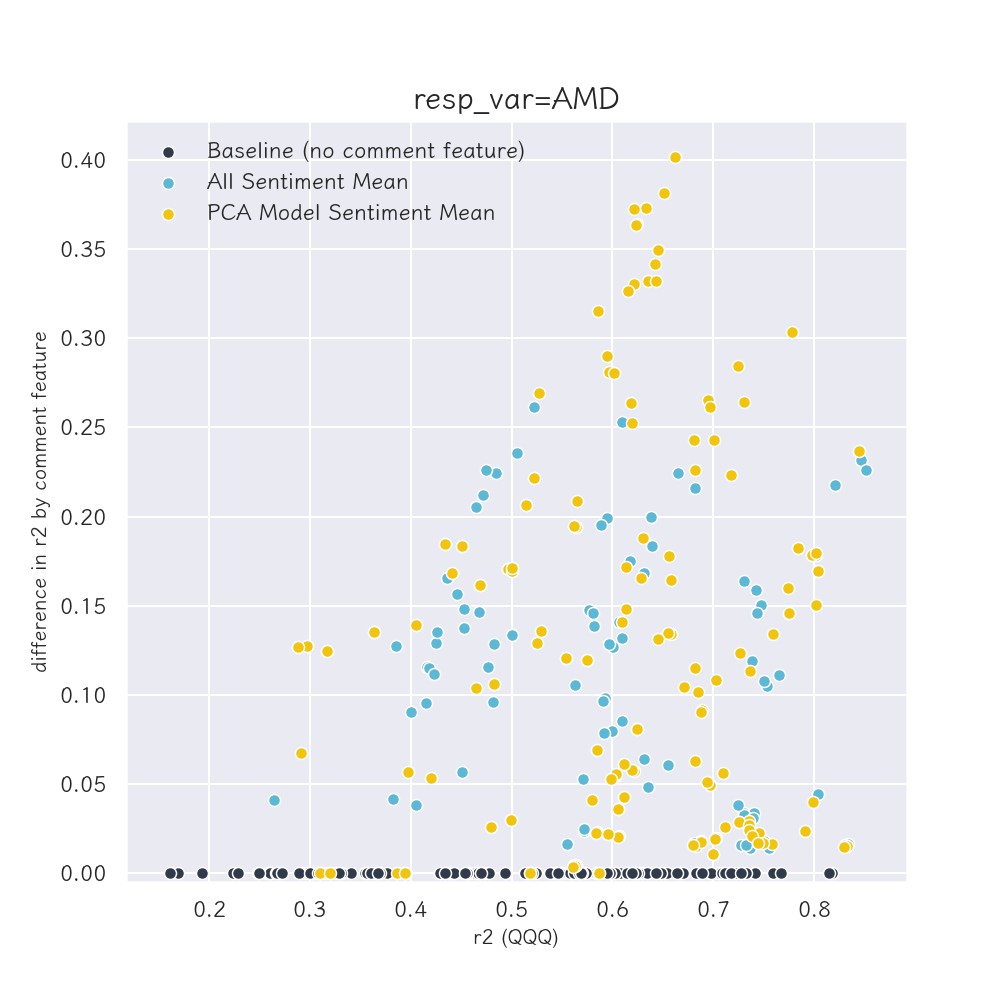 resp_var=AMD
Baseline (no comment feature)
All Sentiment Mean
PCA Model Sentiment Mean
0.40
0.35
0.30
0.25
0.20
0.15
0.10
0.05
0.00
difference in r2 by comment feature
0.2 0.3 0.4 0.5 0.6 0.7 0.8
r2 (QQQ)